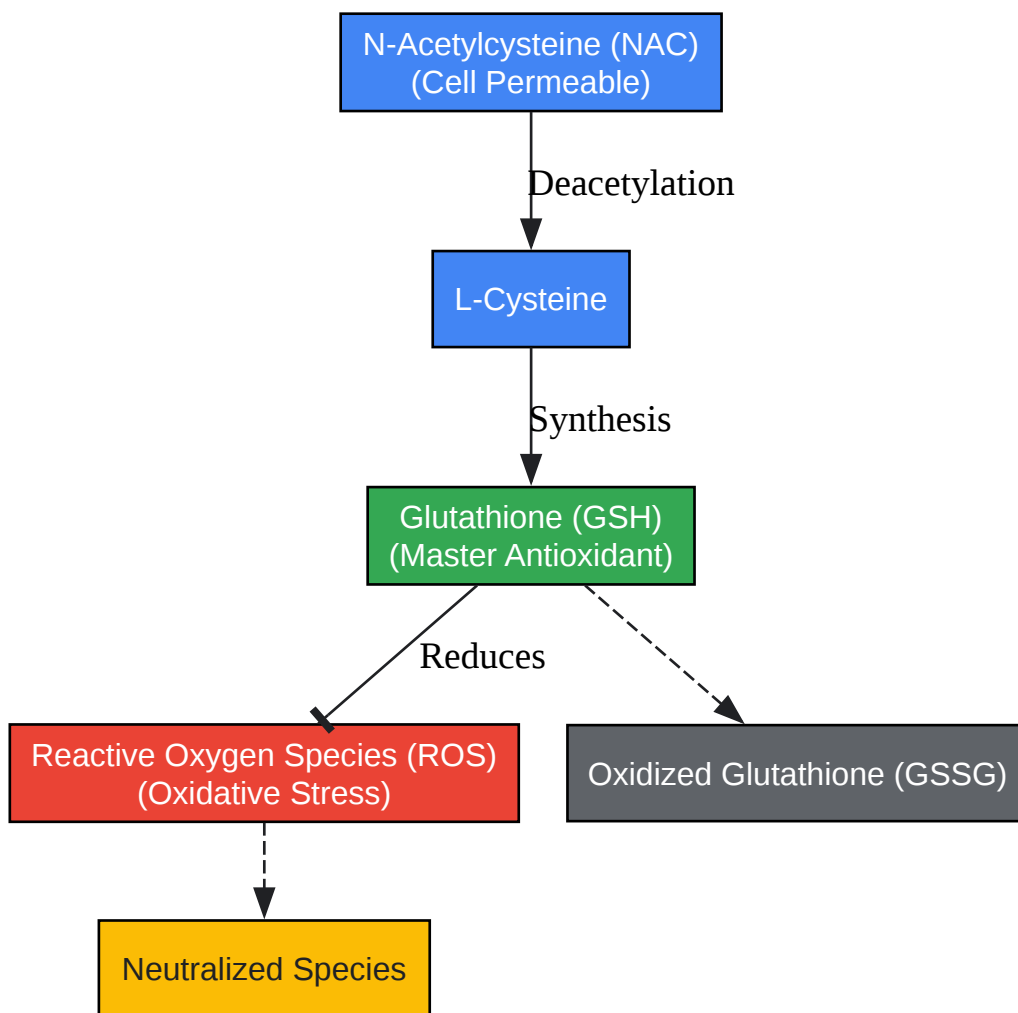 N-Acetylcysteine (NAC)
(Cell Permeable)
Deacetylation
L-Cysteine
Synthesis
Glutathione (GSH)
(Master Antioxidant)
Reduces
Reactive Oxygen Species (ROS)
(Oxidative Stress)
Oxidized Glutathione (GSSG)
Neutralized Species